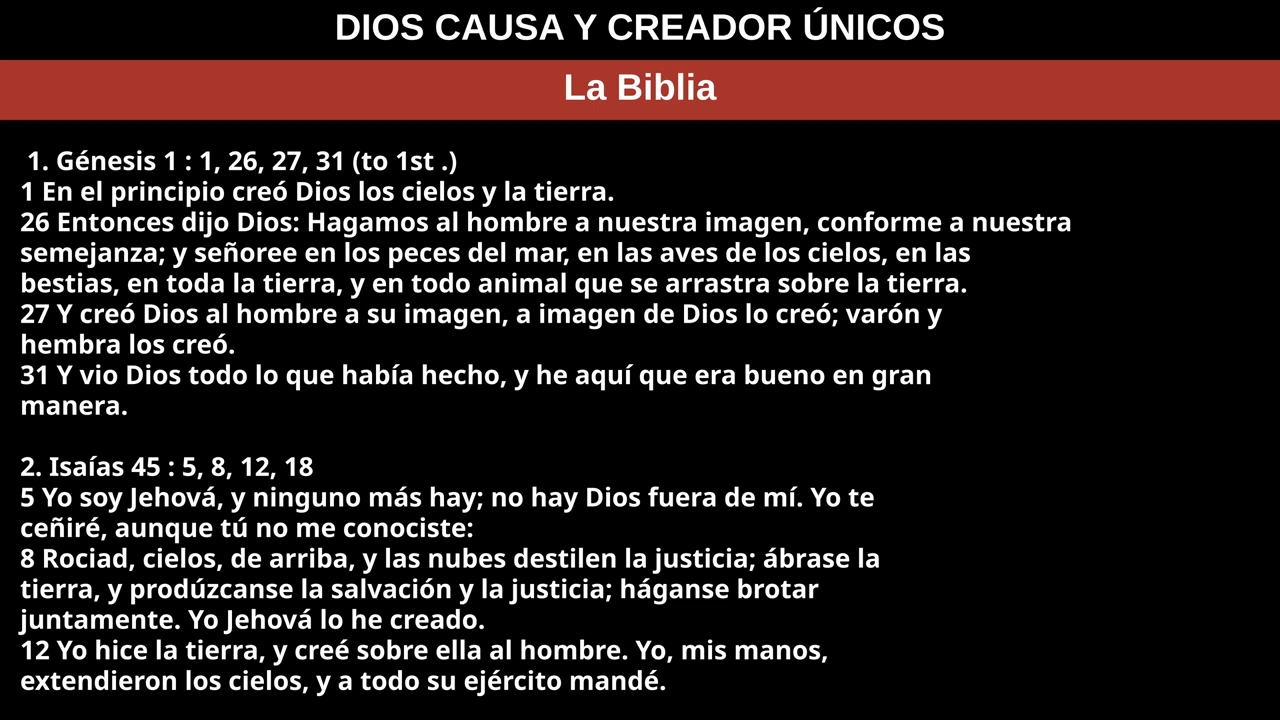 DIOS CAUSA Y CREADOR ÚNICOS
La Biblia
1. Génesis 1 : 1, 26, 27, 31 (to 1st .)
1 En el principio creó Dios los cielos y la tierra.
26 Entonces dijo Dios: Hagamos al hombre a nuestra imagen, conforme a nuestra
semejanza; y señoree en los peces del mar, en las aves de los cielos, en las
bestias, en toda la tierra, y en todo animal que se arrastra sobre la tierra.
27 Y creó Dios al hombre a su imagen, a imagen de Dios lo creó; varón y
hembra los creó.
31 Y vio Dios todo lo que había hecho, y he aquí que era bueno en gran
manera.
2. Isaías 45 : 5, 8, 12, 18
5 Yo soy Jehová, y ninguno más hay; no hay Dios fuera de mí. Yo te
ceñiré, aunque tú no me conociste:
8 Rociad, cielos, de arriba, y las nubes destilen la justicia; ábrase la
tierra, y prodúzcanse la salvación y la justicia; háganse brotar
juntamente. Yo Jehová lo he creado.
12 Yo hice la tierra, y creé sobre ella al hombre. Yo, mis manos,
extendieron los cielos, y a todo su ejército mandé.